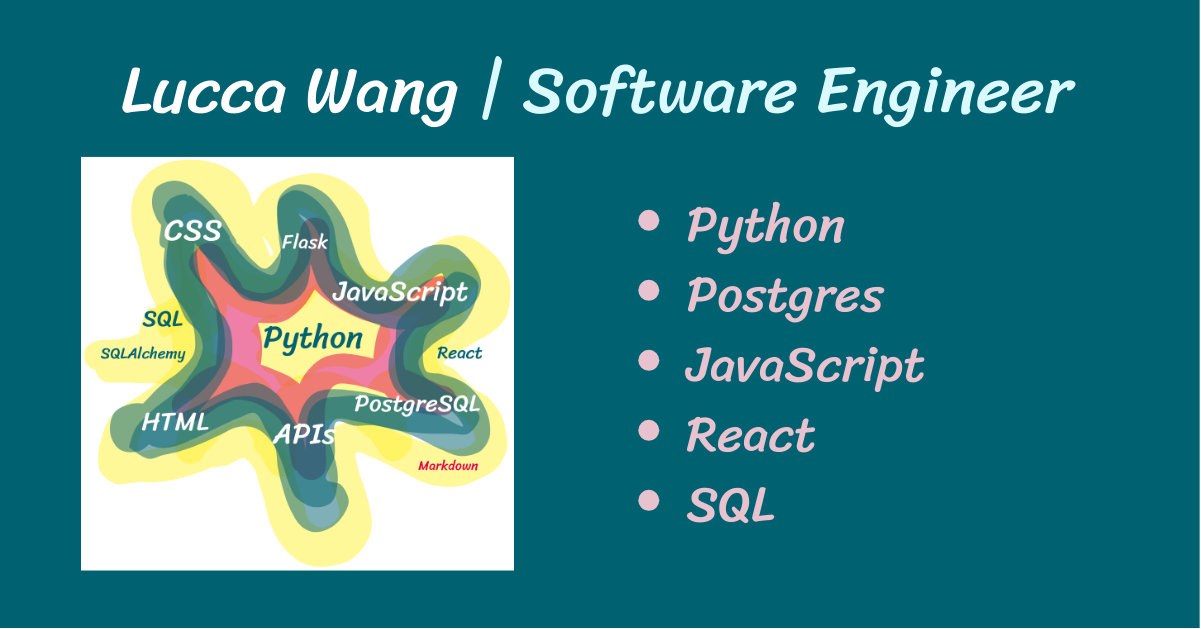 Lucca Wang | Software Engineer
CSS
Flask
JavaScript
SQL
Python
SQLAlchemy
React
HTML
PostgreSQL
APIs
Markdown
Python
Postgres
JavaScript
React
SQL